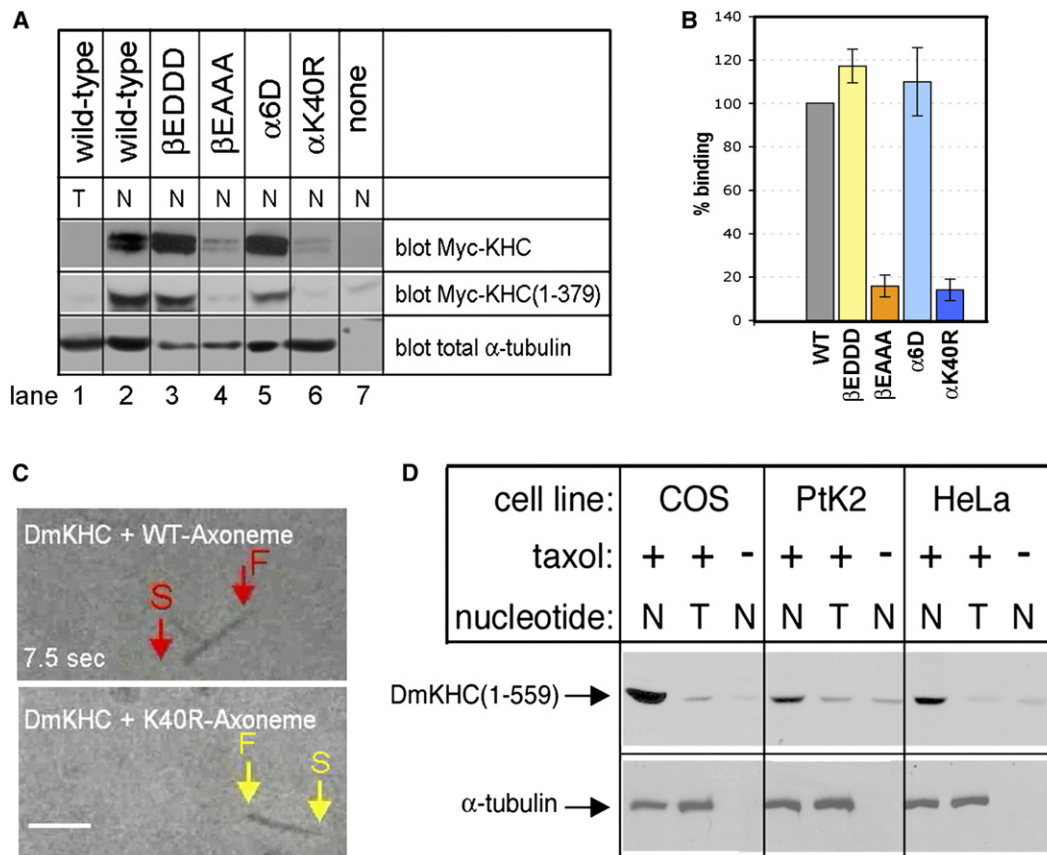 A
wild-type wild-type βEDDD βEAAA α6D αK40R none
T N N N N N N
blot Myc-KHC
blot Myc-KHC(1-379)
blot total α-tubulin
lane 1 2 3 4 5 6 7
B
% binding
140
120
100
80
60
40
20
0
WT βEDDD βEAAA α6D αK40R
C
DmKHC + WT-Axoneme
F
S
7.5 sec
DmKHC + K40R-Axoneme
F
S
D
cell line: COS PtK2 HeLa
taxol: + + - + + - + + -
nucleotide: N T N N T N N T N
DmKHC(1-559)
α-tubulin